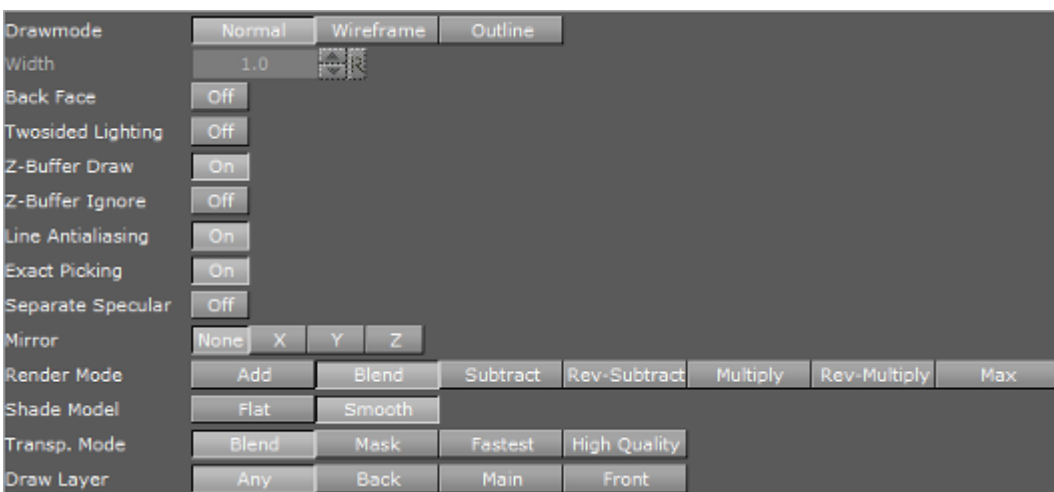 Drawmode Normal Wireframe Outline
Width 1.0 R
Back Face Off
Twosided Lighting Off
Z-Buffer Draw On
Z-Buffer Ignore Off
Line Antialiasing On
Exact Picking On
Separate Specular Off
Mirror None X Y Z
Render Mode Add Blend Subtract Rev-Subtract Multiply Rev-Multiply Max
Shade Model Flat Smooth
Transp. Mode Blend Mask Fastest High Quality
Draw Layer Any Back Main Front